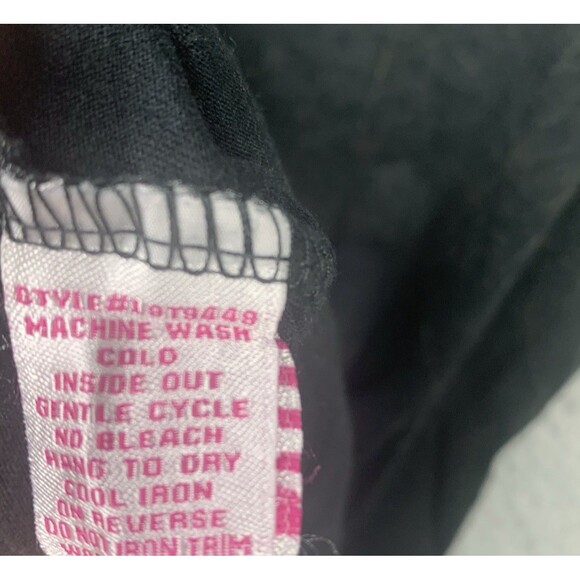 MACHINE WASH
COLD
INSIDE OUT
GENTLE CYCLE
NO BLEACH
HANG TO DRY
COOL IRON
ON REVERSE
DO NOT IRON TRIM